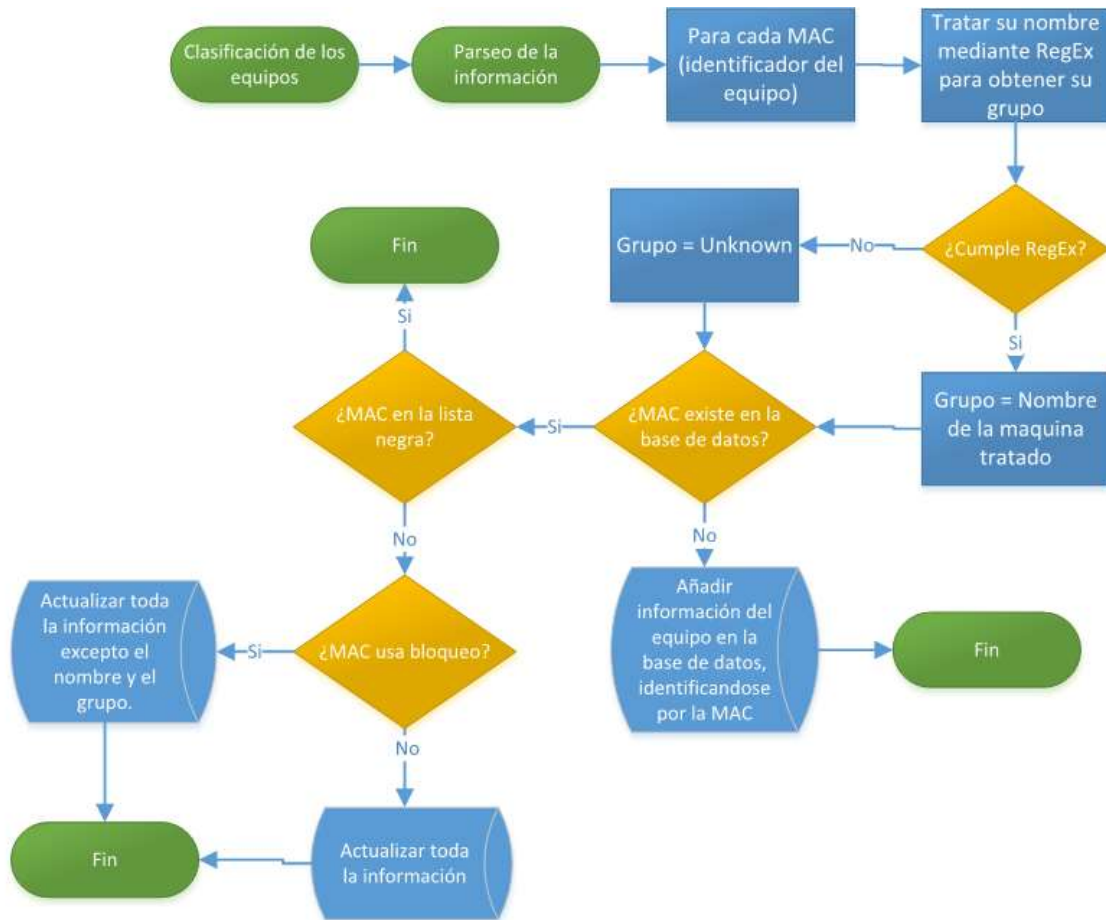 Clasificación de los
equipos
Parseo de la
información
Para cada MAC
(identificador del
equipo)
Tratar su nombre
mediante RegEx
para obtener su
grupo
¿Cumple RegEx?
No
Grupo = Unknown
Si
Grupo = Nombre
de la maquina
tratado
¿MAC existe en la
base de datos?
Si
¿MAC en la lista
negra?
Si
Fin
No
Añadir
información del
equipo en la
base de datos,
identificandose
por la MAC
Fin
No
¿MAC usa bloqueo?
Si
Actualizar toda
la información
excepto el
nombre y el
grupo.
No
Actualizar toda
la información
Fin